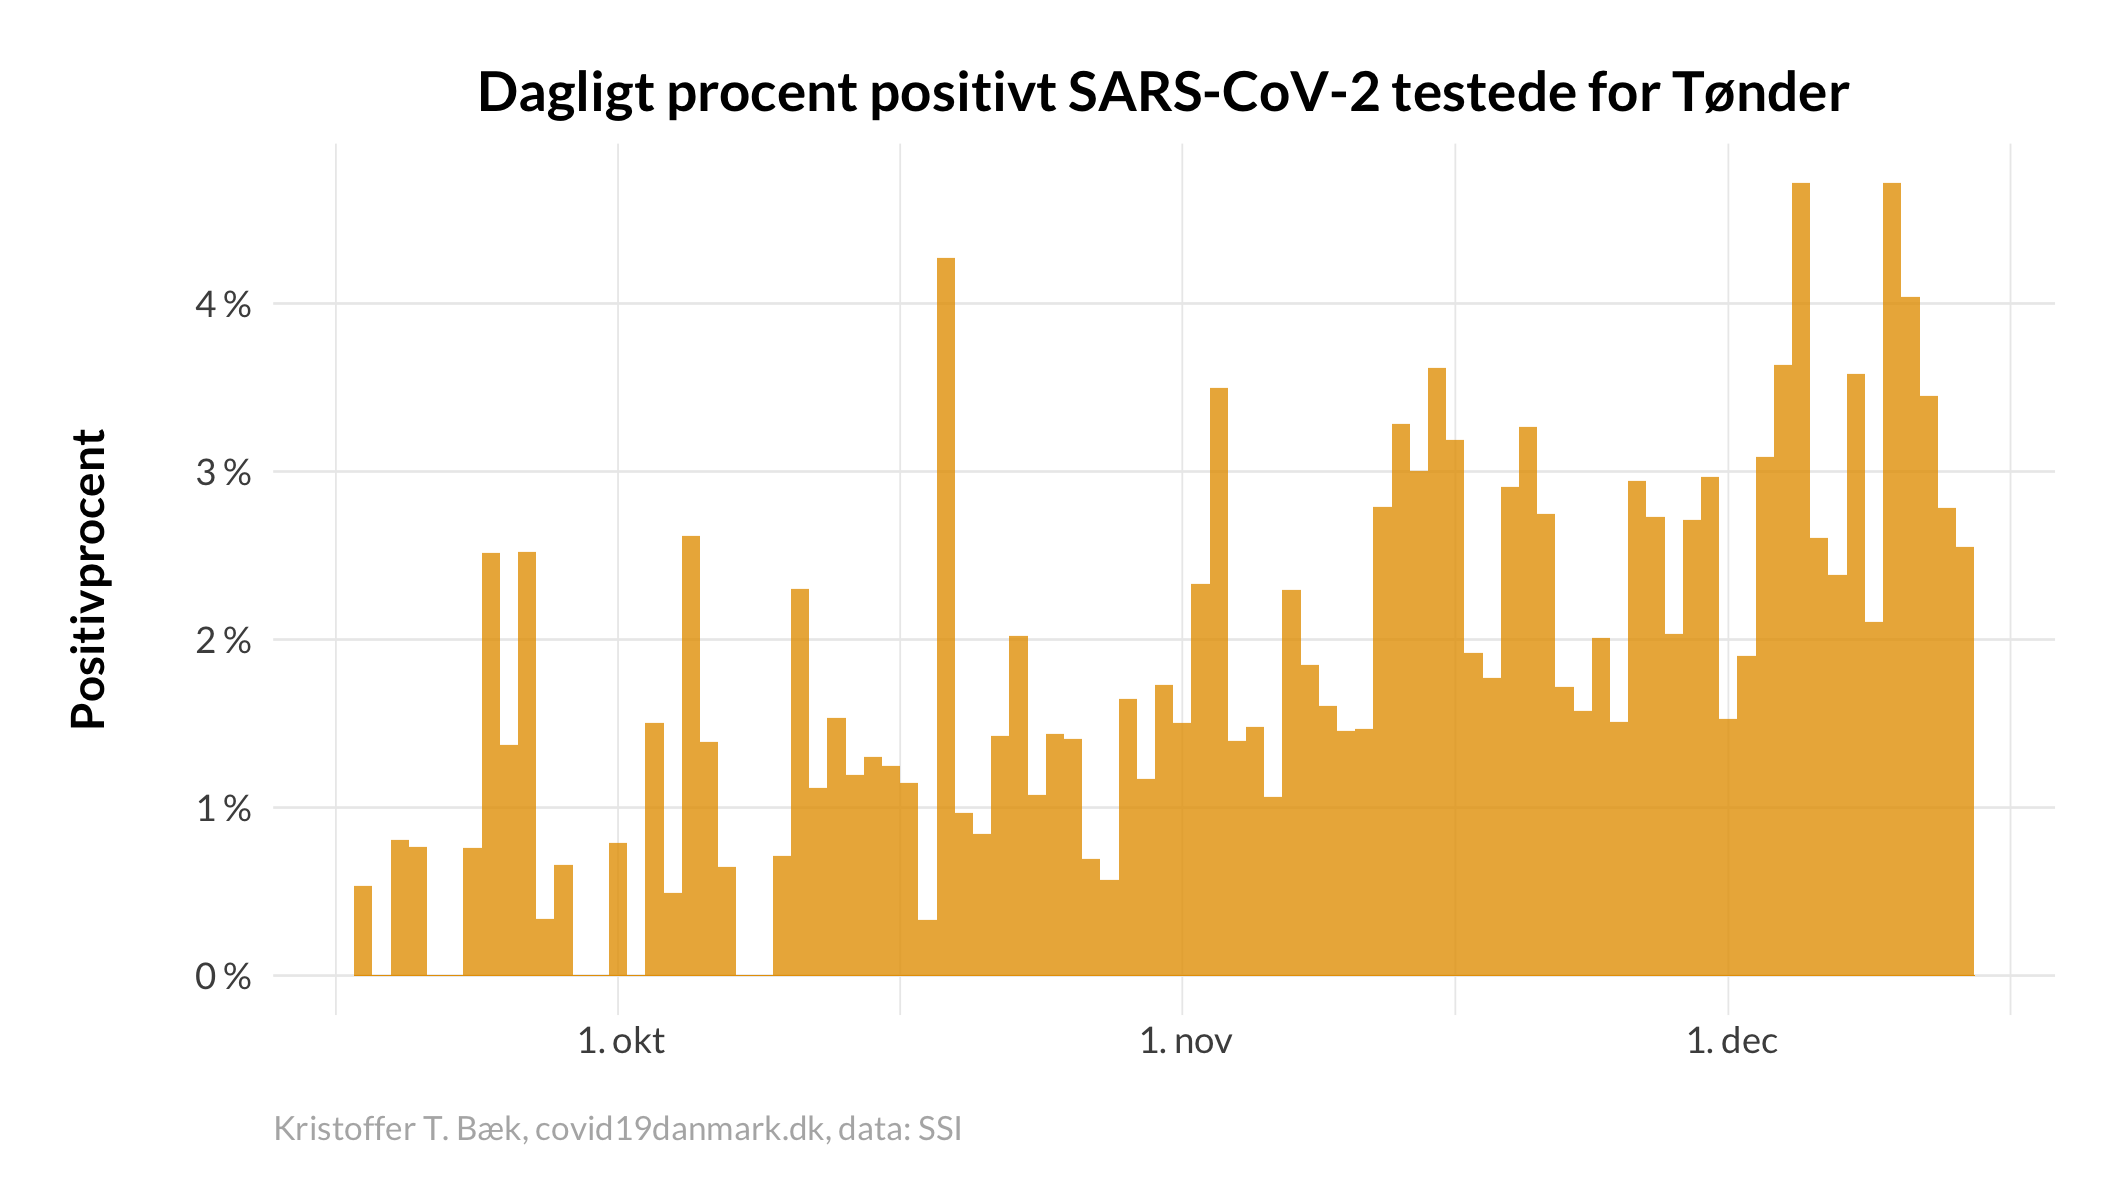 Dagligt procent positivt SARS-CoV-2 testede for Tønder
Positivprocent
4 %
3 %
2 %
1 %
0 %
1. okt
1. nov
1. dec
Kristoffer T. Bæk, covid19danmark.dk, data: SSI